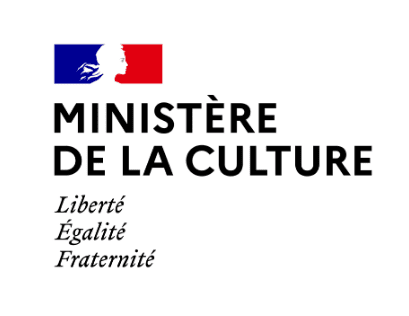 MINISTÈRE
DE LA CULTURE
Liberté
Égalité
Fraternité